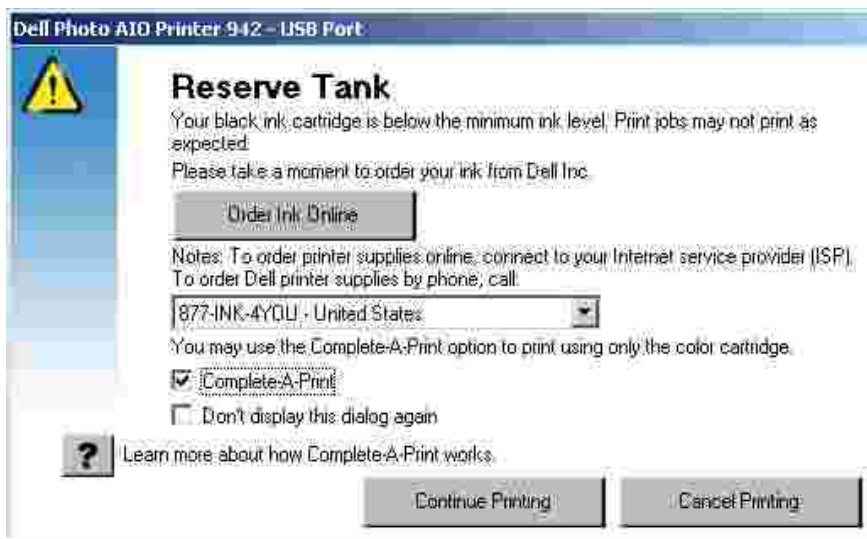 Dell Photo AIO Printer 942 - USB Port
Reserve Tank
Your black ink cartridge is below the minimum ink level. Print jobs may not print as
expected.
Please take a moment to order your ink from Dell Inc.
Order Ink Online
Notes: To order printer supplies online, connect to your Internet service provider (ISP).
To order Dell printer supplies by phone, call:
877-INK-4YOU - United States
You may use the Complete-A-Print option to print using only the color cartridge.
Complete-A-Print
Don't display this dialog again
? Learn more about how Complete-A-Print works.
Continue Printing Cancel Printing